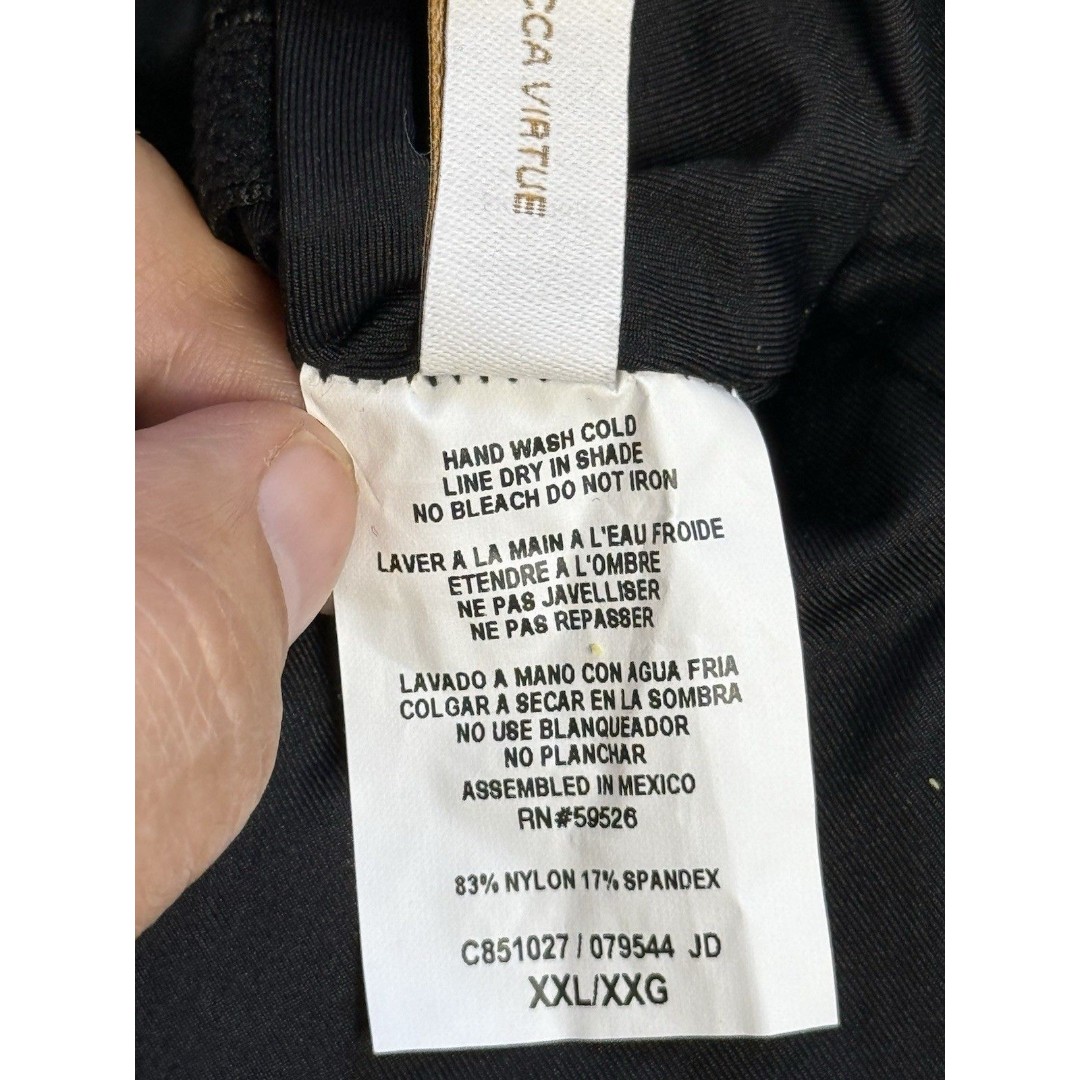 CCA VIRTUE
HAND WASH COLD
LINE DRY IN SHADE
NO BLEACH DO NOT IRON
LAVER A LA MAIN A L'EAU FROIDE
ETENDRE A L'OMBRE
NE PAS JAVELLISER
NE PAS REPASSER
LAVADO A MANO CON AGUA FRIA
COLGAR A SECAR EN LA SOMBRA
NO USE BLANQUEADOR
NO PLANCHAR
ASSEMBLED IN MEXICO
RN#59526
83% NYLON 17% SPANDEX
C851027 / 079544 JD
XXL/XXG